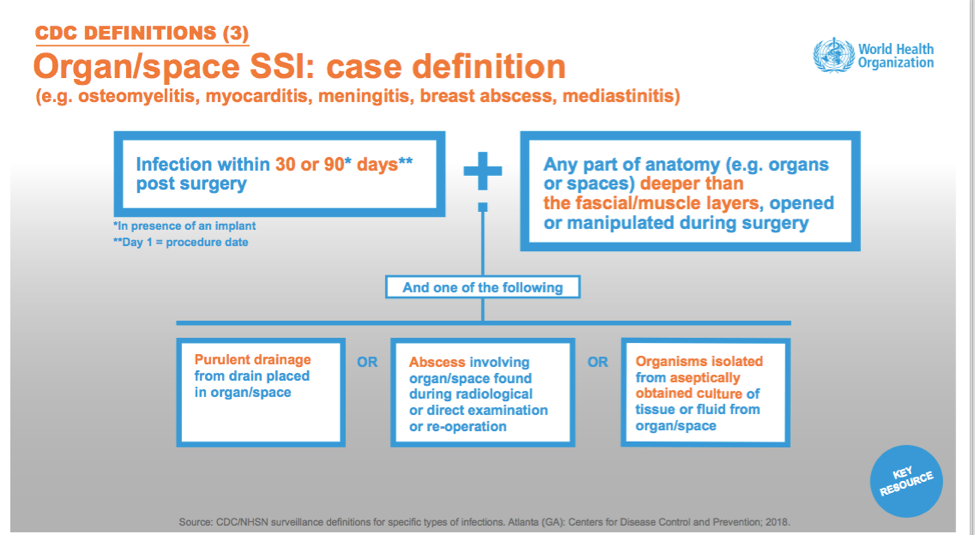 CDC DEFINITIONS (3)
Organ/space SSI: case definition
(e.g. osteomyelitis, myocarditis, meningitis, breast abscess, mediastinitis)
World Health
Organization
Infection within 30 or 90* days**
post surgery
*In presence of an implant
**Day 1 = procedure date
+
Any part of anatomy (e.g. organs
or spaces) deeper than
the fascial/muscle layers, opened
or manipulated during surgery
And one of the following
Purulent drainage
from drain placed
in organ/space
OR
Abscess involving
organ/space found
during radiological
or direct examination
or re-operation
OR
Organisms isolated
from aseptically
obtained culture of
tissue or fluid from
organ/space
KEY
RESOURCE
Source: CDC/NHSN surveillance definitions for specific types of infections. Atlanta (GA): Centers for Disease Control and Prevention; 2018.